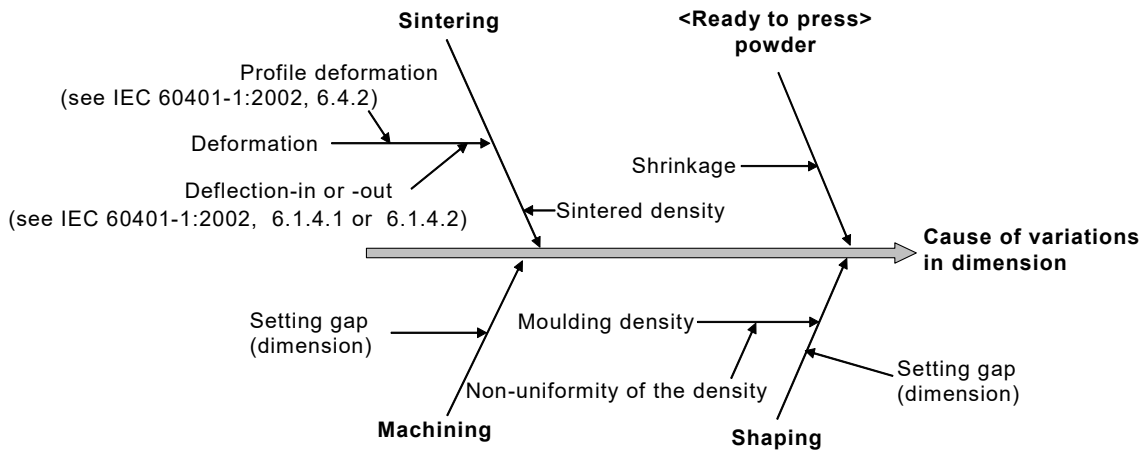 Sintering
<Ready to press>
powder
Profile deformation
(see IEC 60401-1:2002, 6.4.2)
Deformation
Shrinkage
Deflection-in or -out
(see IEC 60401-1:2002,  6.1.4.1 or  6.1.4.2)
Sintered density
Cause of variations
in dimension
Setting gap
(dimension)
Moulding density
Setting gap
(dimension)
Non-uniformity of the density
Machining
Shaping